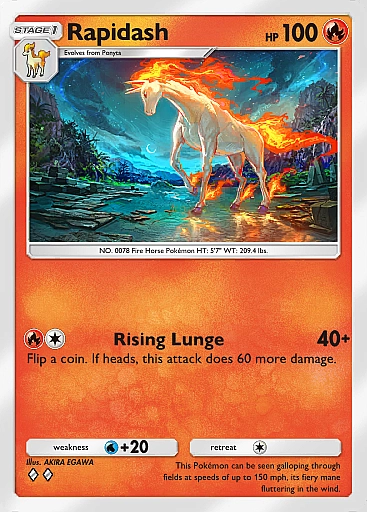 STAGE 1
Rapidash
HP 100
Evolves from Ponyta
NO. 0078 Fire Horse Pokémon HT: 5'7" WT: 209.4 lbs.
Rising Lunge 40+
Flip a coin. If heads, this attack does 60 more damage.
weakness +20 retreat
Illus. AKIRA EGAWA
This Pokémon can be seen galloping through
fields at speeds of up to 150 mph, its fiery mane
fluttering in the wind.